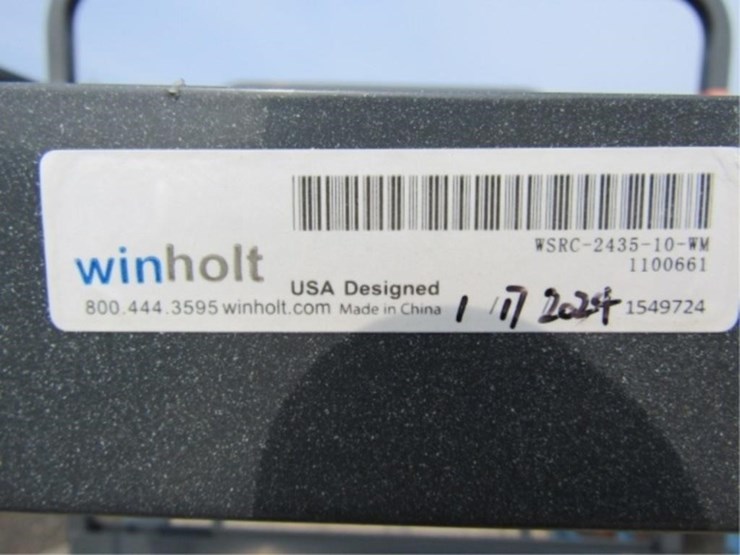 WSRC-2435-10-WM
winholt
1100661
USA Designed
800.444.3595 winholt.com Made in China 1/17 2024 1549724